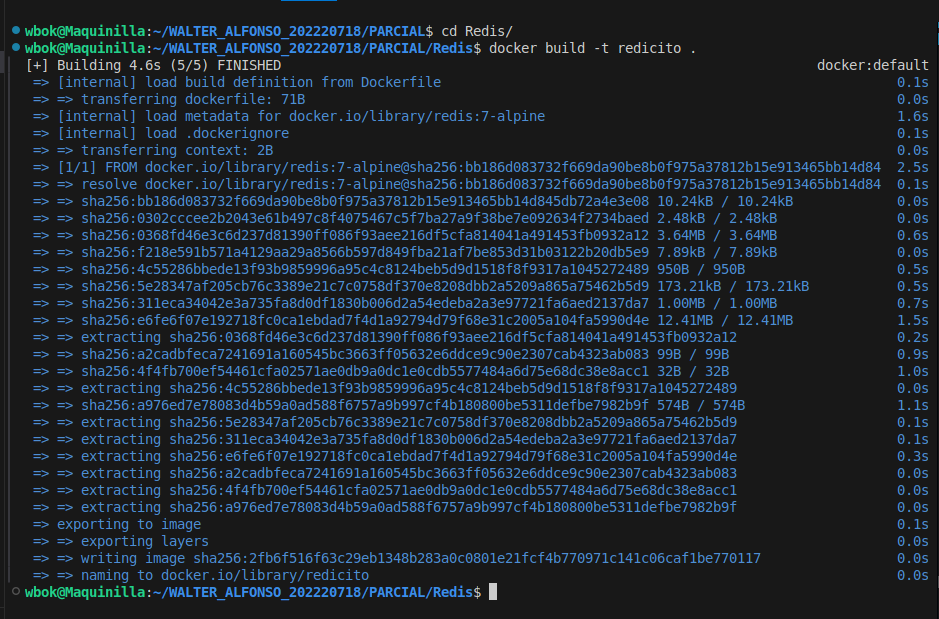 wbok@Maquinilla:~/WALTER_ALFONSO_202220718/PARCIAL$ cd Redis/
wbok@Maquinilla:~/WALTER_ALFONSO_202220718/PARCIAL/Redis$ docker build -t redicito .
[+] Building 4.6s (5/5) FINISHED docker:default
=> [internal] load build definition from Dockerfile 0.1s
=> => transferring dockerfile: 71B 0.0s
=> [internal] load metadata for docker.io/library/redis:7-alpine 1.6s
=> [internal] load .dockerignore 0.1s
=> => transferring context: 2B 0.0s
=> [1/1] FROM docker.io/library/redis:7-alpine@sha256:bb186d083732f669da90be8b0f975a37812b15e913465bb14d84 2.5s
=> => resolve docker.io/library/redis:7-alpine@sha256:bb186d083732f669da90be8b0f975a37812b15e913465bb14d84 0.1s
=> => sha256:bb186d083732f669da90be8b0f975a37812b15e913465bb14d845db72a4e3e08 10.24kB / 10.24kB 0.0s
=> => sha256:0302cccee2b2043e61b497c8f4075467c5f7ba27a9f38be7e092634f2734baed 2.48kB / 2.48kB 0.0s
=> => sha256:0368fd46e3c6d237d81390ff086f93aee216df5cfa814041a491453fb0932a12 3.64MB / 3.64MB 0.6s
=> => sha256:f218e591b571a4129aa29a8566b597d849fba21af7be853d31b03122b20db5e9 7.89kB / 7.89kB 0.0s
=> => sha256:4c55286bbede13f93b9859996a95c4c8124beb5d9d1518f8f9317a1045272489 950B / 950B 0.5s
=> => sha256:5e28347af205cb76c3389e21c7c0758df370e8208dbb2a5209a865a75462b5d9 173.21kB / 173.21kB 0.5s
=> => sha256:311eca34042e3a735fa8d0df1830b006d2a54edeba2a3e97721fa6aed2137da7 1.00MB / 1.00MB 0.7s
=> => sha256:e6fe6f07e192718fc0ca1ebdad7f4d1a92794d79f68e31c2005a104fa5990d4e 12.41MB / 12.41MB 1.5s
=> => extracting sha256:0368fd46e3c6d237d81390ff086f93aee216df5cfa814041a491453fb0932a12 0.2s
=> => sha256:a2cadbfeca7241691a160545bc3663ff05632e6ddce9c90e2307cab4323ab083 99B / 99B 0.9s
=> => sha256:4f4fb700ef54461cfa02571ae0db9a0dc1e0cdb5577484a6d75e68dc38e8acc1 32B / 32B 1.0s
=> => extracting sha256:4c55286bbede13f93b9859996a95c4c8124beb5d9d1518f8f9317a1045272489 0.0s
=> => sha256:a976ed7e78083d4b59a0ad588f6757a9b997cf4b180800be5311defbe7982b9f 574B / 574B 1.1s
=> => extracting sha256:5e28347af205cb76c3389e21c7c0758df370e8208dbb2a5209a865a75462b5d9 0.1s
=> => extracting sha256:311eca34042e3a735fa8d0df1830b006d2a54edeba2a3e97721fa6aed2137da7 0.1s
=> => extracting sha256:e6fe6f07e192718fc0ca1ebdad7f4d1a92794d79f68e31c2005a104fa5990d4e 0.3s
=> => extracting sha256:a2cadbfeca7241691a160545bc3663ff05632e6ddce9c90e2307cab4323ab083 0.0s
=> => extracting sha256:4f4fb700ef54461cfa02571ae0db9a0dc1e0cdb5577484a6d75e68dc38e8acc1 0.0s
=> => extracting sha256:a976ed7e78083d4b59a0ad588f6757a9b997cf4b180800be5311defbe7982b9f 0.0s
=> exporting to image 0.1s
=> => exporting layers 0.0s
=> => writing image sha256:2fb6f516f63c29eb1348b283a0c0801e21fcf4b770971c141c06caf1be770117 0.0s
=> => naming to docker.io/library/redicito 0.0s
wbok@Maquinilla:~/WALTER_ALFONSO_202220718/PARCIAL/Redis$